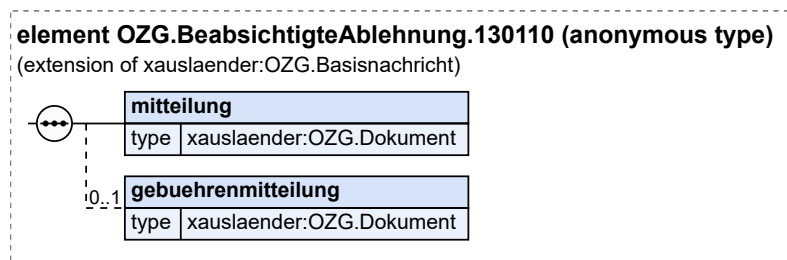 element OZG.BeabsichtigteAblehnung.130110 (anonymous type)
(extension of xauslaender:OZG.Basisnachricht)
mitteilung
type xauslaender:OZG.Dokument
0..1 gebuehrenmitteilung
type xauslaender:OZG.Dokument